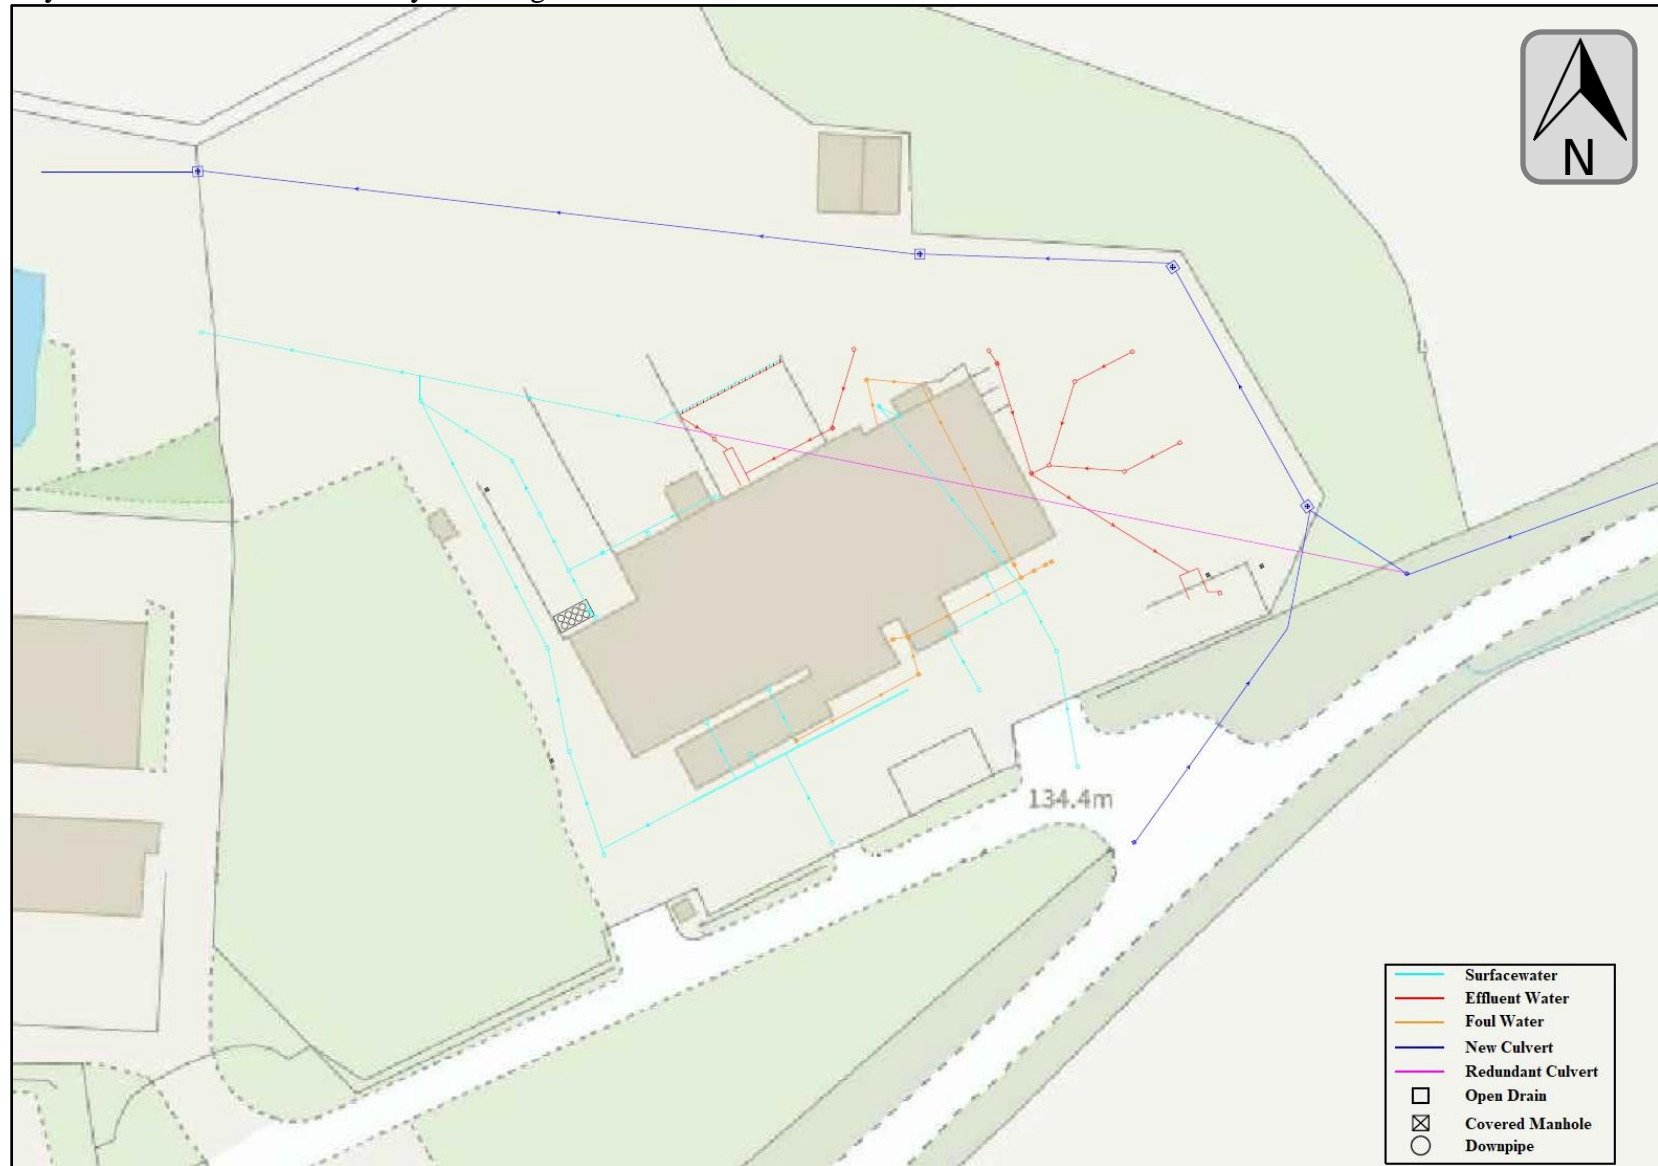 N
134.4m
Surfacewater
Effluent Water
Foul Water
New Culvert
Redundant Culvert
Open Drain
Covered Manhole
Downpipe